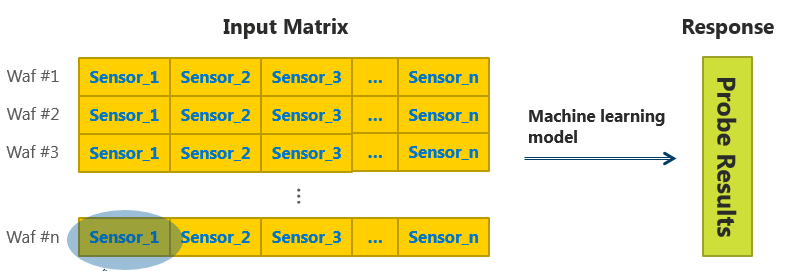 Input Matrix
Response
Waf #1 Sensor_1 Sensor_2 Sensor_3 ... Sensor_n
Waf #2 Sensor_1 Sensor_2 Sensor_3 ... Sensor_n
Waf #3 Sensor_1 Sensor_2 Sensor_3 ... Sensor_n
⋮
Waf #n Sensor_1 Sensor_2 Sensor_3 ... Sensor_n
Machine learning
model
Probe Results